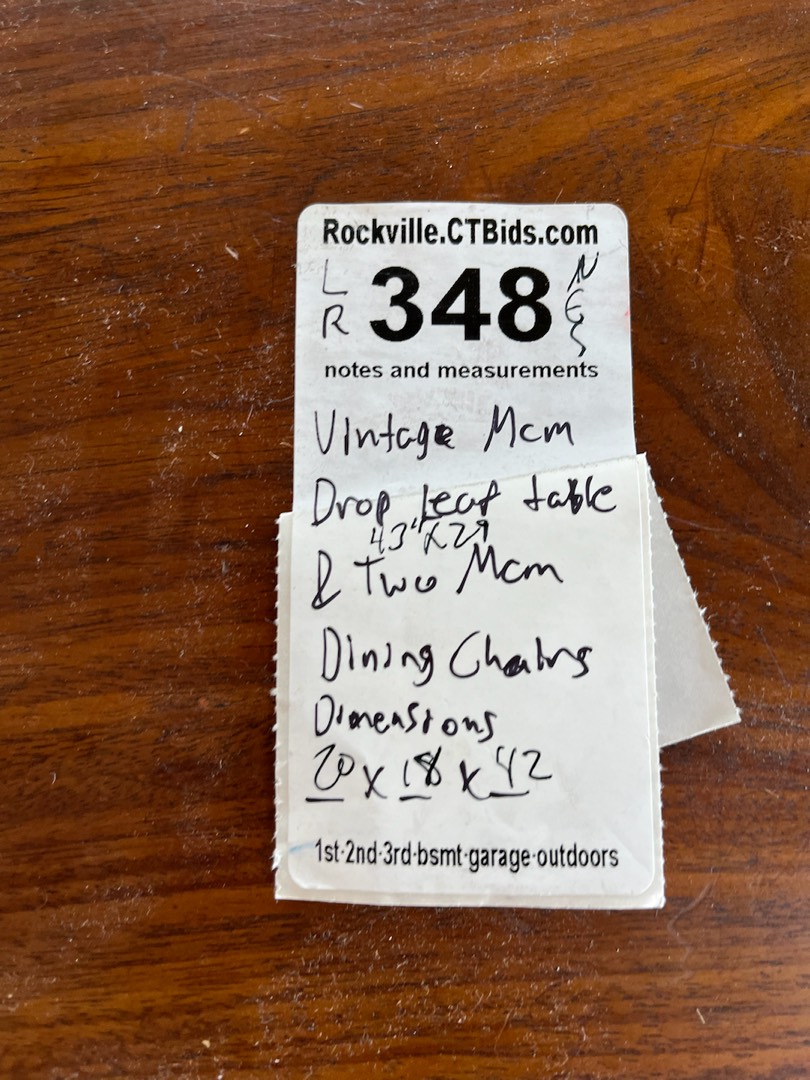 Rockville.CTBids.com
L R 348 NES
notes and measurements
Vintage Mcm
Drop Leaf table
43"X29
& Two Mcm
Dining Chairs
Dimensions
20 x 18 x 42
1st·2nd·3rd·bsmt·garage·outdoors